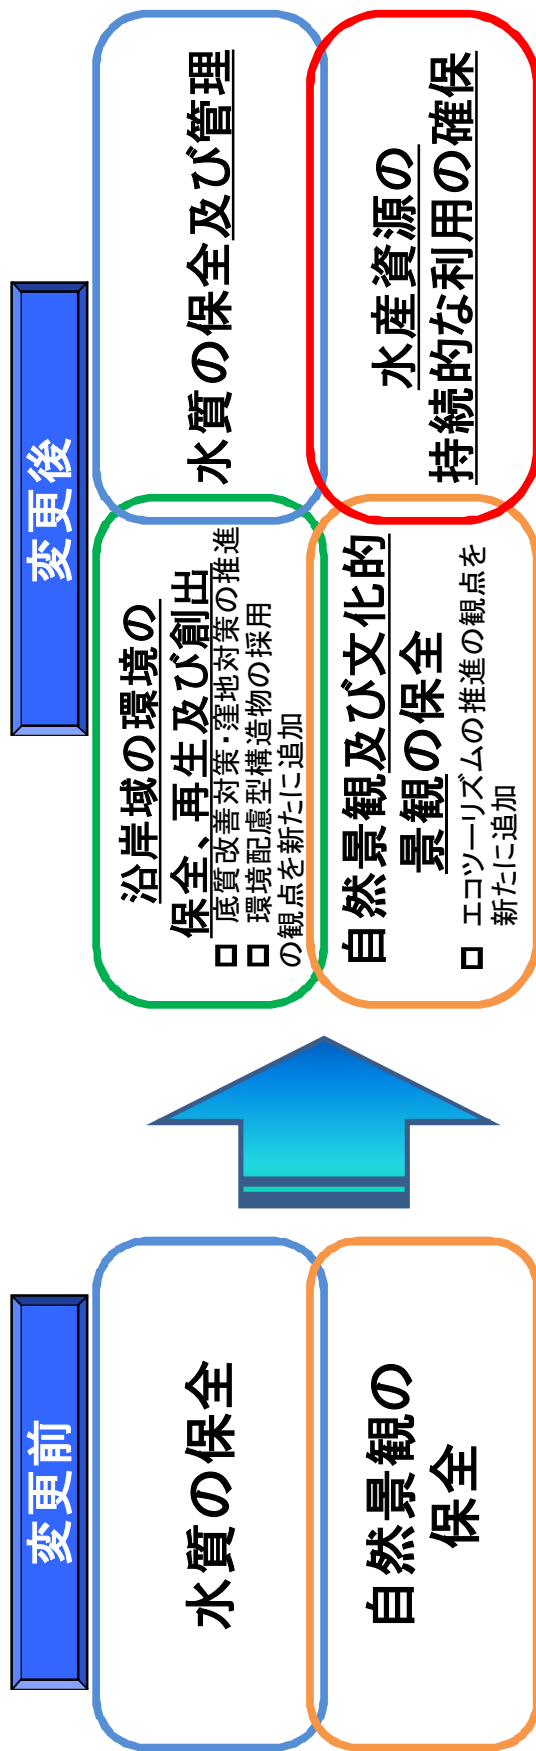 変更前
水質の保全
自然景観の
保全
変更後
沿岸域の環境の
保全、再生及び創出
□ 底質改善対策・窪地対策の推進
□ 環境配慮型構造物の採用
の観点を新たに追加
水質の保全及び管理
自然景観及び文化的
景観の保全
□ エコツーリズムの推進の観点を
新たに追加
水産資源の
持続的な利用の確保